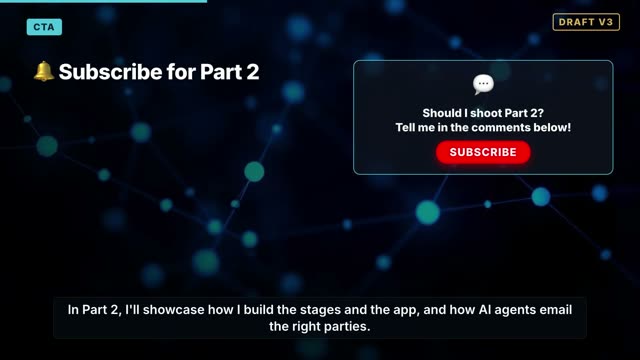 CTA
DRAFT V3
🔔 Subscribe for Part 2
💬
Should I shoot Part 2?
Tell me in the comments below!
SUBSCRIBE
In Part 2, I'll showcase how I build the stages and the app, and how AI agents email
the right parties.